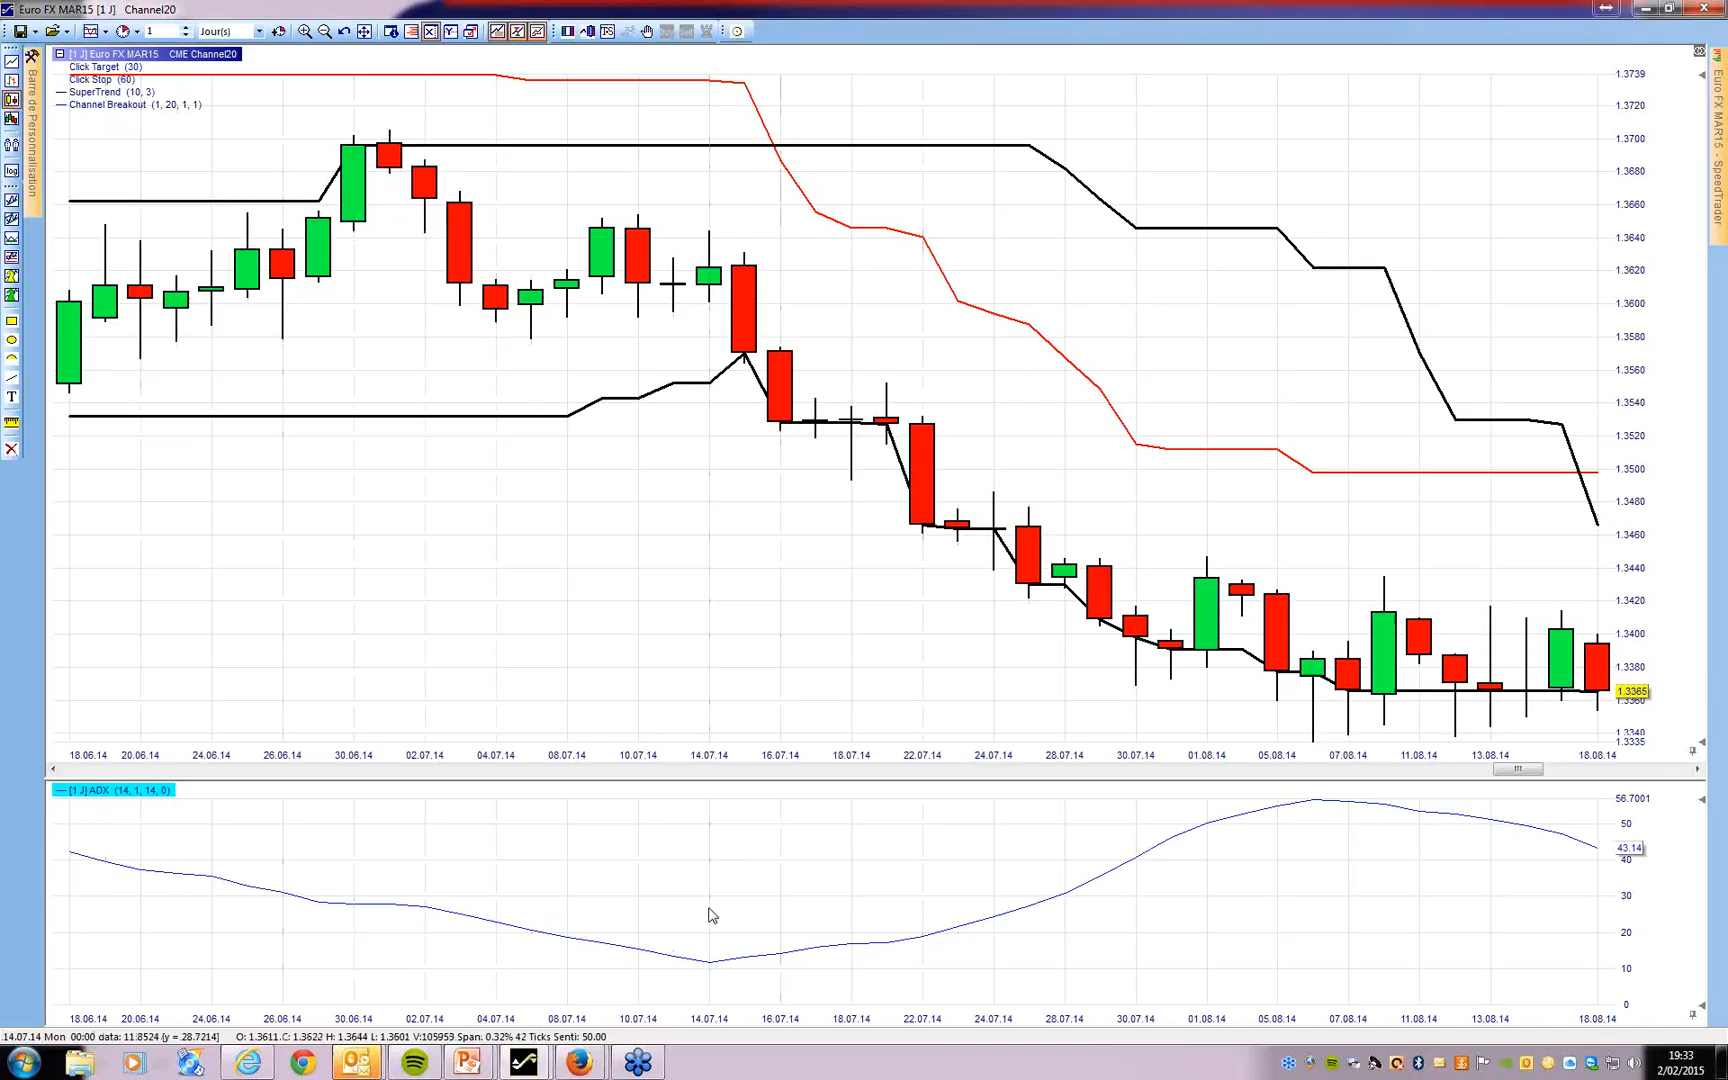 Euro FX MAR15 [1 J] Channel20
1 Jour(s)
[1 J] Euro FX MAR15 CME Channel20
Click Target (30)
Click Stop (60)
SuperTrend (10, 3)
Channel Breakout (1, 20, 1, 1)
Barre de Personnalisation
log
T
Euro FX MAR15 - SpeedTrader
1.3739
1.3720
1.3700
1.3680
1.3660
1.3640
1.3620
1.3600
1.3580
1.3560
1.3540
1.3520
1.3500
1.3480
1.3460
1.3440
1.3420
1.3400
1.3380
1.3365
1.3360
1.3340
1.3335
18.06.14 20.06.14 24.06.14 26.06.14 30.06.14 02.07.14 04.07.14 08.07.14 10.07.14 14.07.14 16.07.14 18.07.14 22.07.14 24.07.14 28.07.14 30.07.14 01.08.14 05.08.14 07.08.14 11.08.14 13.08.14 18.08.14
[1 J] ADX (14, 1, 14, 0)
56.7001
50
43.14
40
30
20
10
0
18.06.14 20.06.14 24.06.14 26.06.14 30.06.14 02.07.14 04.07.14 08.07.14 10.07.14 14.07.14 16.07.14 18.07.14 22.07.14 24.07.14 28.07.14 30.07.14 01.08.14 05.08.14 07.08.14 11.08.14 13.08.14 18.08.14
14.07.14 Mon 00:00 data: 11.8524 (y = 28.7214) O: 1.3611 C: 1.3622 H: 1.3644 L: 1.3601 V:105953 Span: 0.32% 42 Ticks Senti: 50.00
19:33
2/02/2015